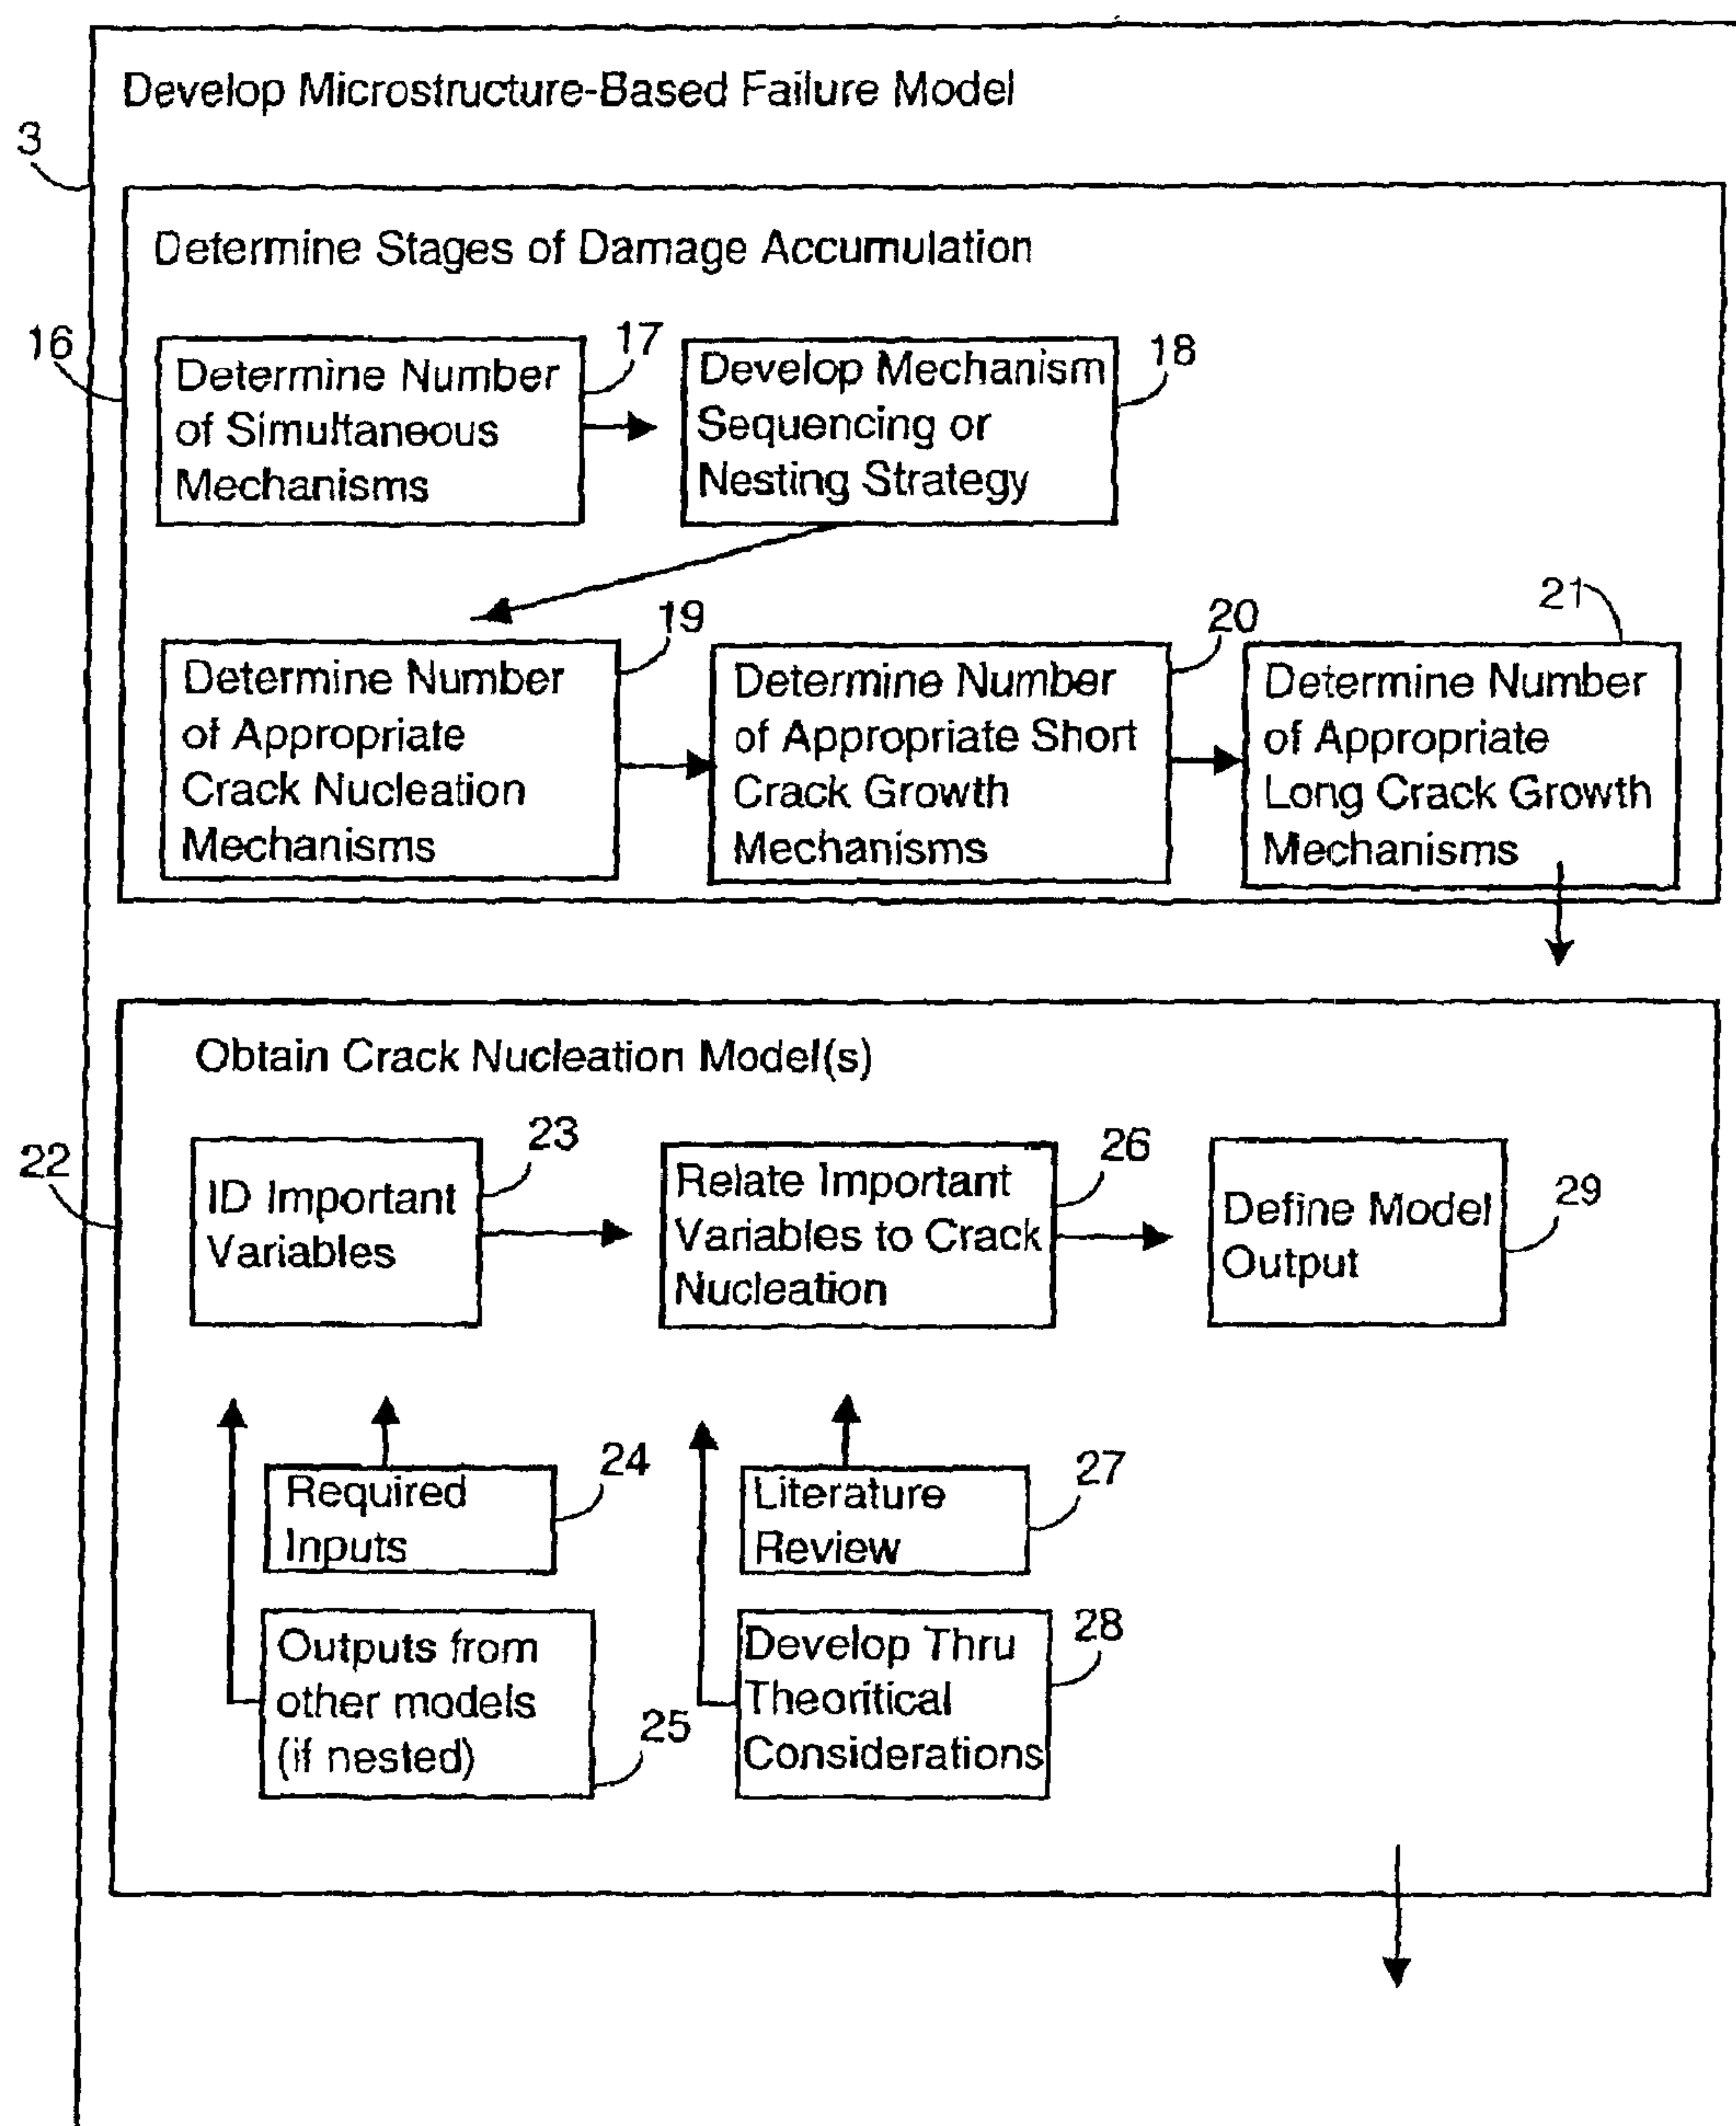 Develop Microstructure-Based Failure Model
3
Determine Stages of Damage Accumulation
16
Determine Number
of Simultaneous
Mechanisms
17
Develop Mechanism
Sequencing or
Nesting Strategy
18
Determine Number
of Appropriate
Crack Nucleation
Mechanisms
19
Determine Number
of Appropriate Short
Crack Growth
Mechanisms
20
Determine Number
of Appropriate
Long Crack Growth
Mechanisms
21
Obtain Crack Nucleation Model(s)
22
ID Important
Variables
23
Relate Important
Variables to Crack
Nucleation
26
Define Model
Output
29
Required
Inputs
24
Literature
Review
27
Outputs from
other models
(if nested)
25
Develop Thru
Theoritical
Considerations
28